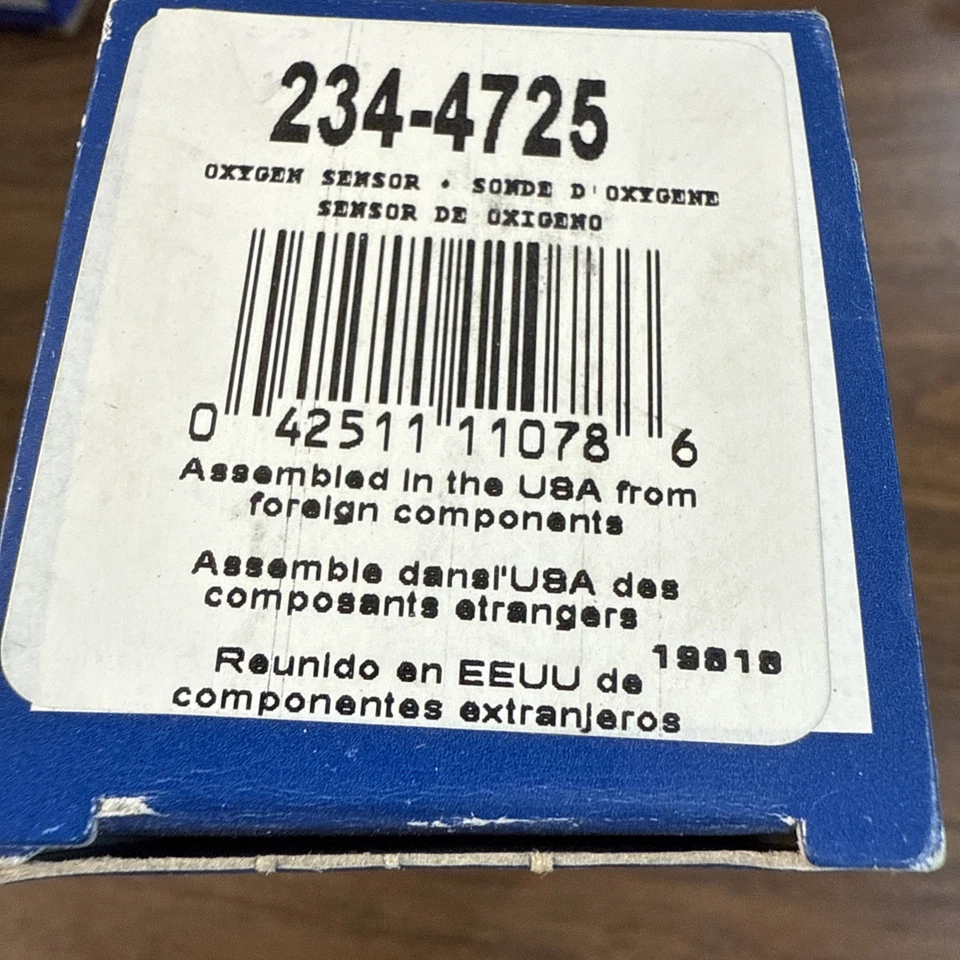 234-4725
OXYGEN SENSOR • SONDE D'OXYGENE
SENSOR DE OXIGENO
0 42511 11078 6
Assembled in the USA from
foreign components
Assemble dansl'USA des
composants etrangers
Reunido en EEUU de
componentes extranjeros